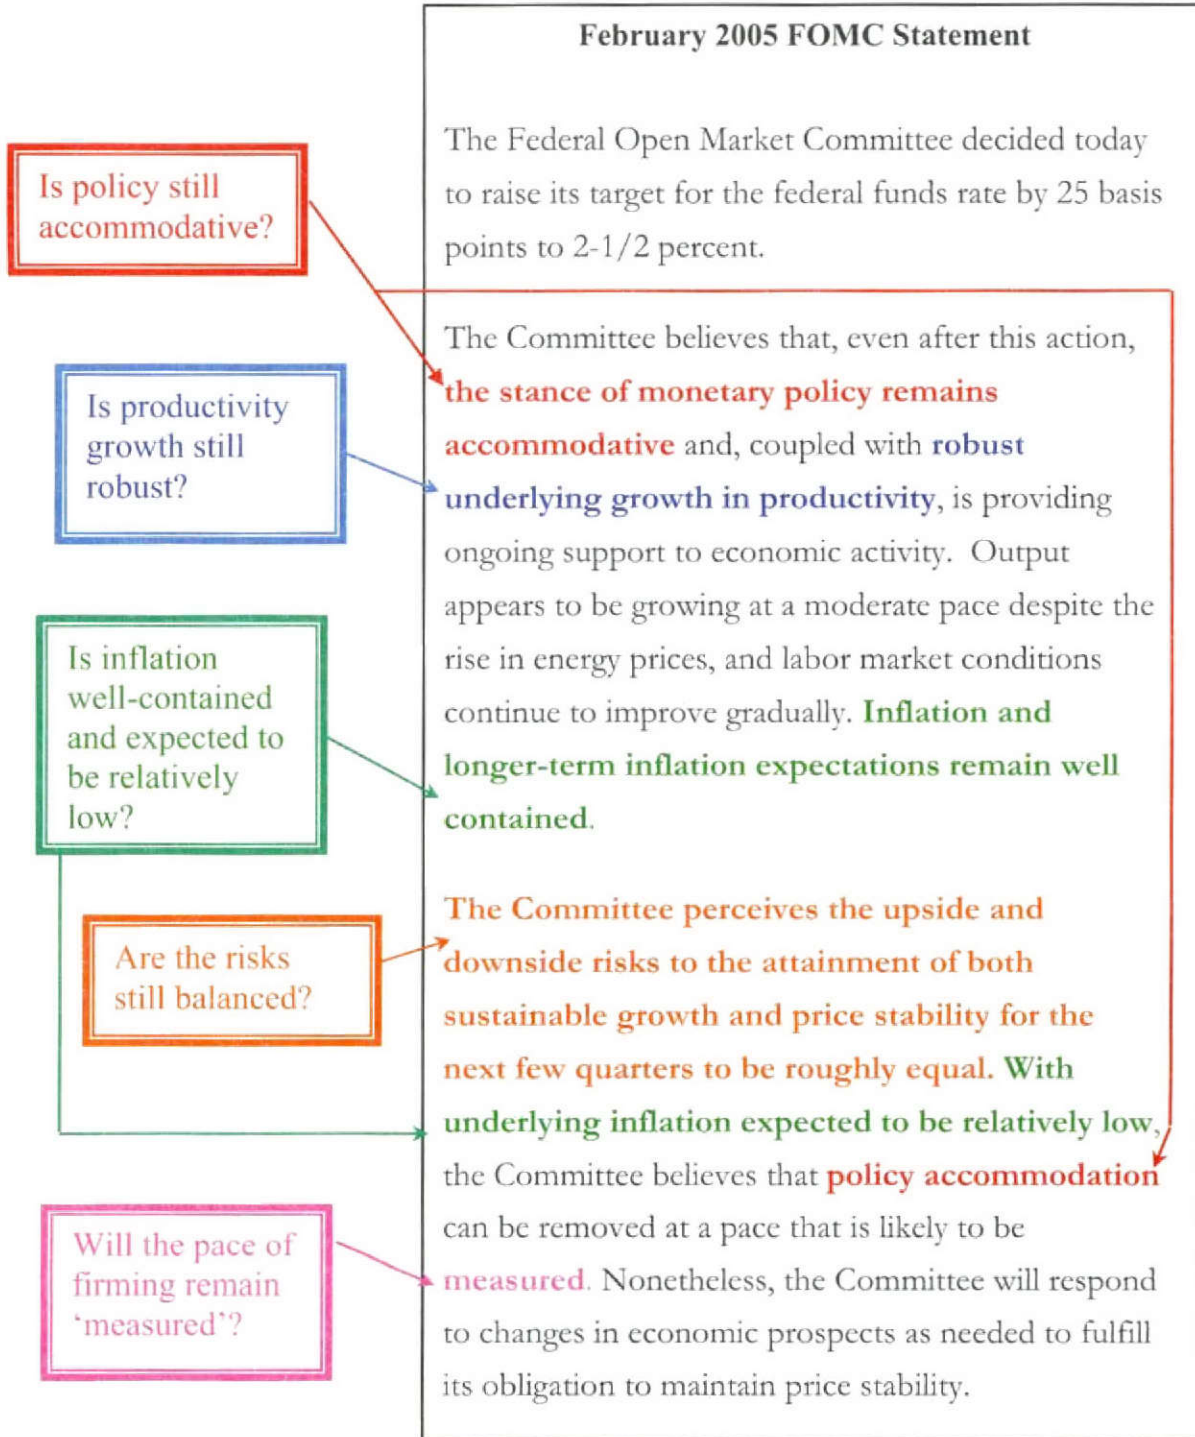 February 2005 FOMC Statement
The Federal Open Market Committee decided today
to raise its target for the federal funds rate by 25 basis
points to 2-1/2 percent.
The Committee believes that, even after this action,
the stance of monetary policy remains
accommodative and, coupled with robust
underlying growth in productivity, is providing
ongoing support to economic activity.  Output
appears to be growing at a moderate pace despite the
rise in energy prices, and labor market conditions
continue to improve gradually. Inflation and
longer-term inflation expectations remain well
contained.
The Committee perceives the upside and
downside risks to the attainment of both
sustainable growth and price stability for the
next few quarters to be roughly equal. With
underlying inflation expected to be relatively low,
the Committee believes that policy accommodation
can be removed at a pace that is likely to be
measured. Nonetheless, the Committee will respond
to changes in economic prospects as needed to fulfill
its obligation to maintain price stability.
Is policy still
accommodative?
Is productivity
growth still
robust?
Is inflation
well-contained
and expected to
be relatively
low?
Are the risks
still balanced?
Will the pace of
firming remain
‘measured’?